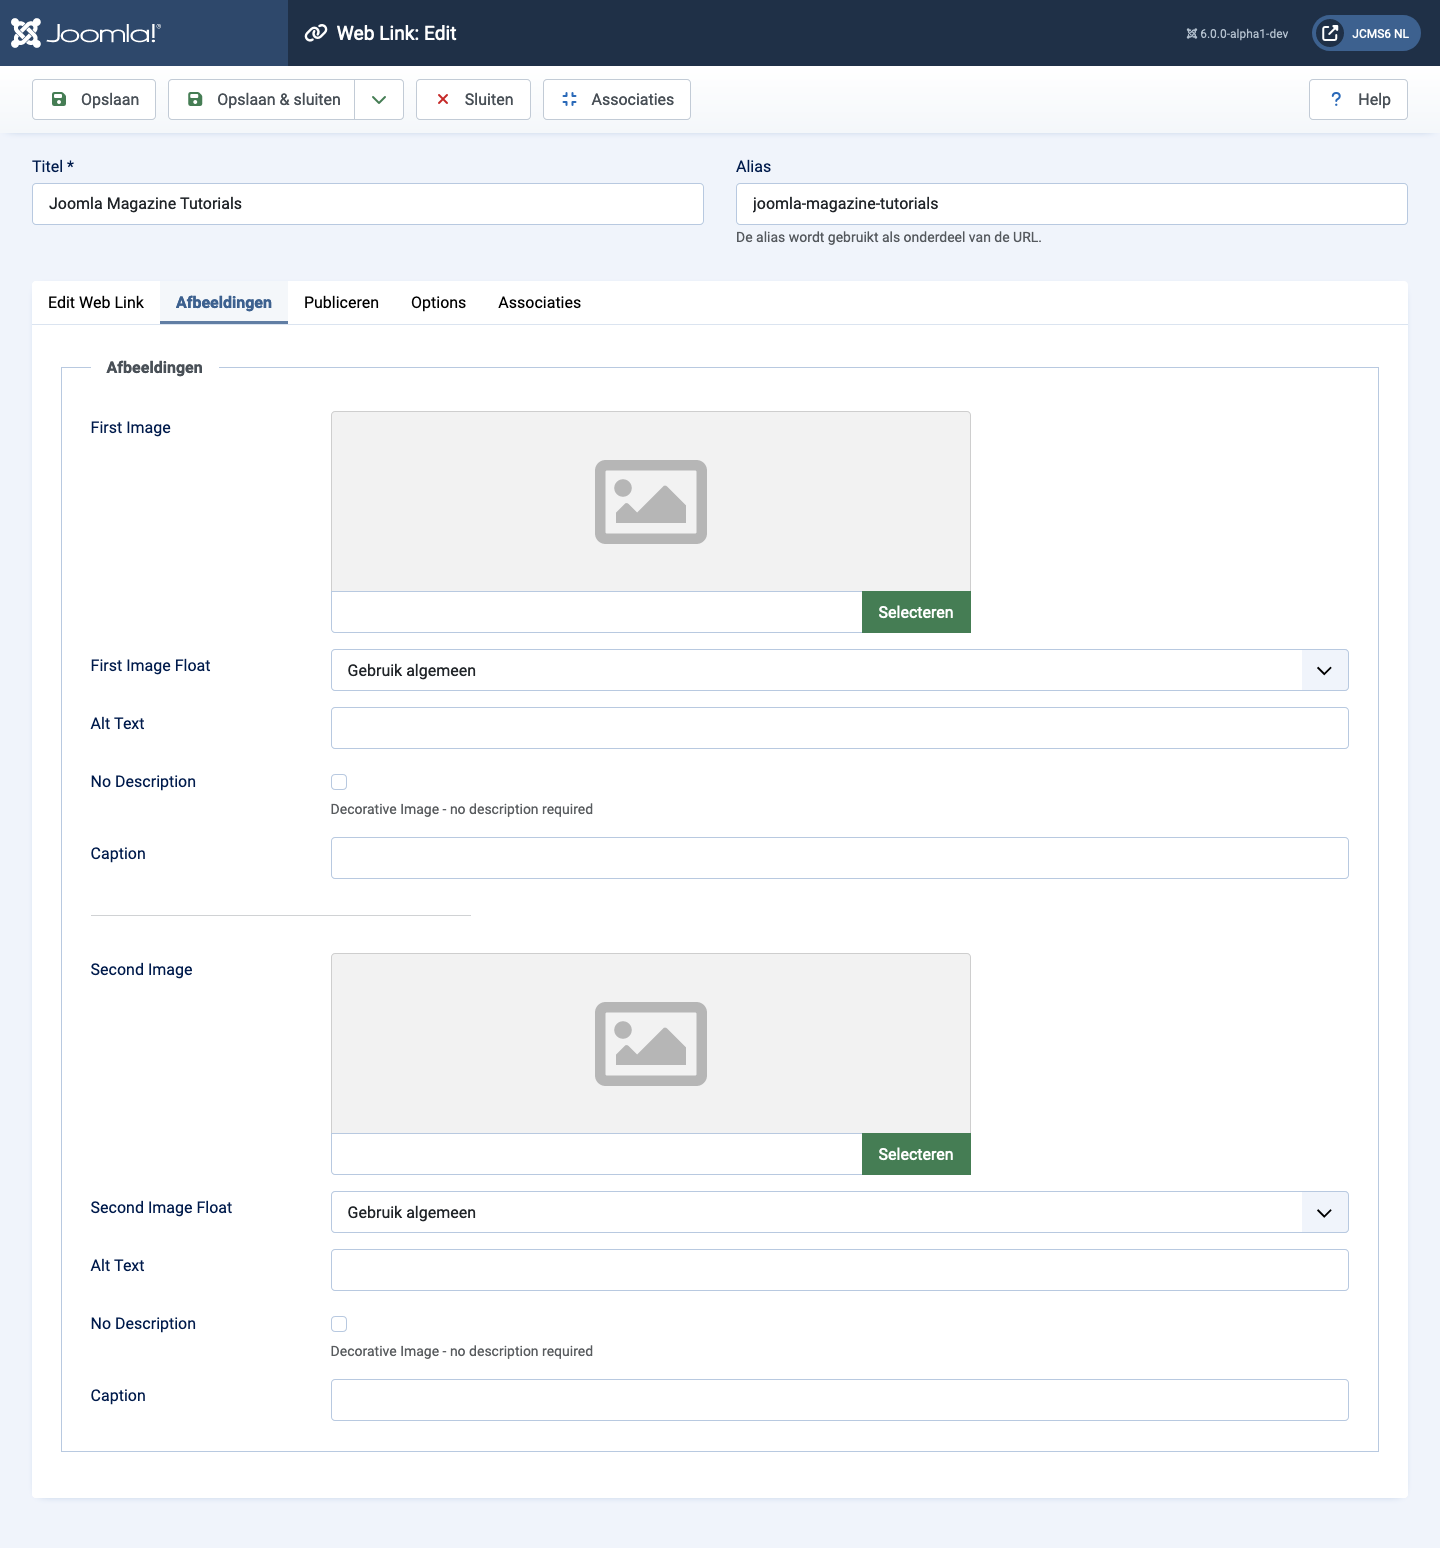 Joomla!®
Web Link: Edit
6.0.0-alpha1-dev
JCMS6 NL
Opslaan
Opslaan & sluiten
Sluiten
Associaties
? Help
Titel *
Alias
Joomla Magazine Tutorials
joomla-magazine-tutorials
De alias wordt gebruikt als onderdeel van de URL.
Edit Web Link
Afbeeldingen
Publiceren
Options
Associaties
Afbeeldingen
First Image
Selecteren
First Image Float
Gebruik algemeen
Alt Text
No Description
Decorative Image - no description required
Caption
Second Image
Selecteren
Second Image Float
Gebruik algemeen
Alt Text
No Description
Decorative Image - no description required
Caption